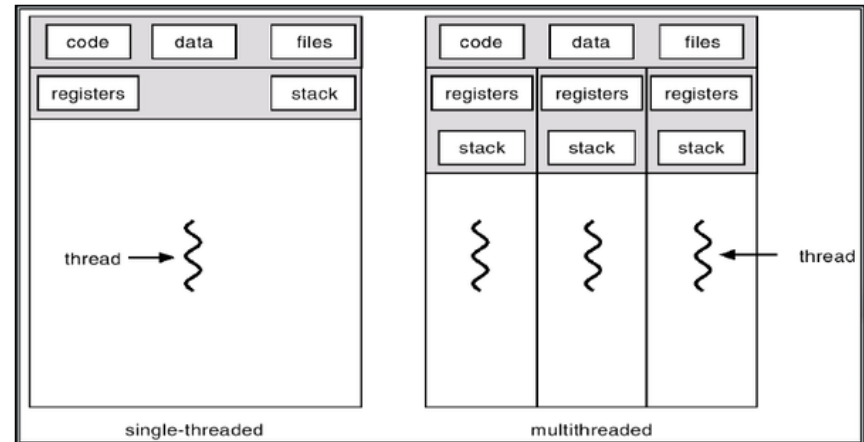 code data files
registers stack
thread
single-threaded
code data files
registers registers registers
stack stack stack
thread
multithreaded